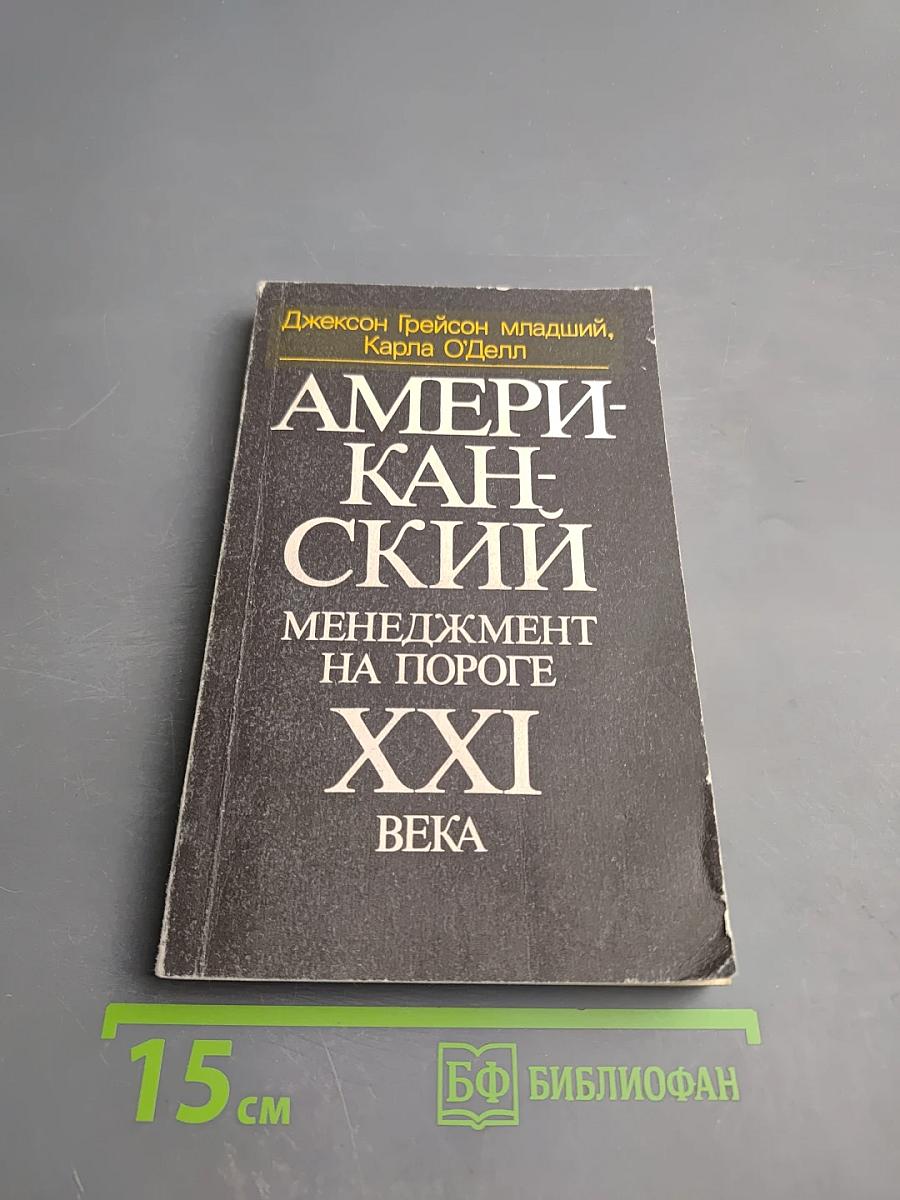 Джексон Грейсон младший,
Карла О'Делл
АМЕРИ-
КАН-
СКИЙ
МЕНЕДЖМЕНТ
НА ПОРОГЕ
XXI
ВЕКА
15 см
БФ БИБЛИОФАН